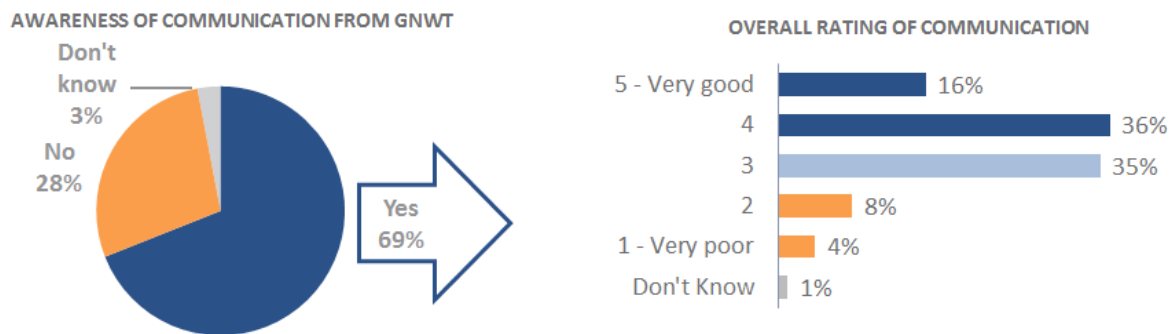 AWARENESS OF COMMUNICATION FROM GNWT
Don't
know
3%
No
28%
Yes
69%
OVERALL RATING OF COMMUNICATION
5 - Very good
16%
4
36%
3
35%
2
8%
1 - Very poor
4%
Don't Know
1%